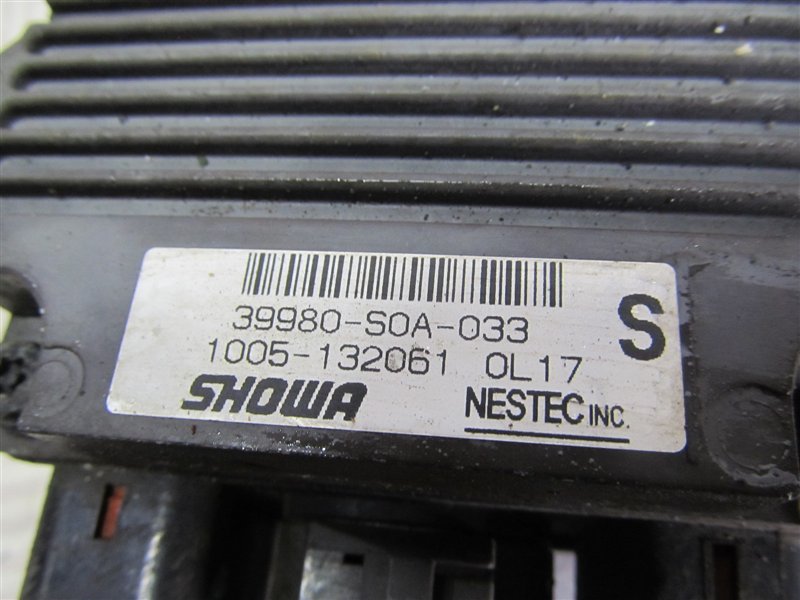 39980-S0A-033
S
1005-132061 0L17
SHOWA NESTEC INC.